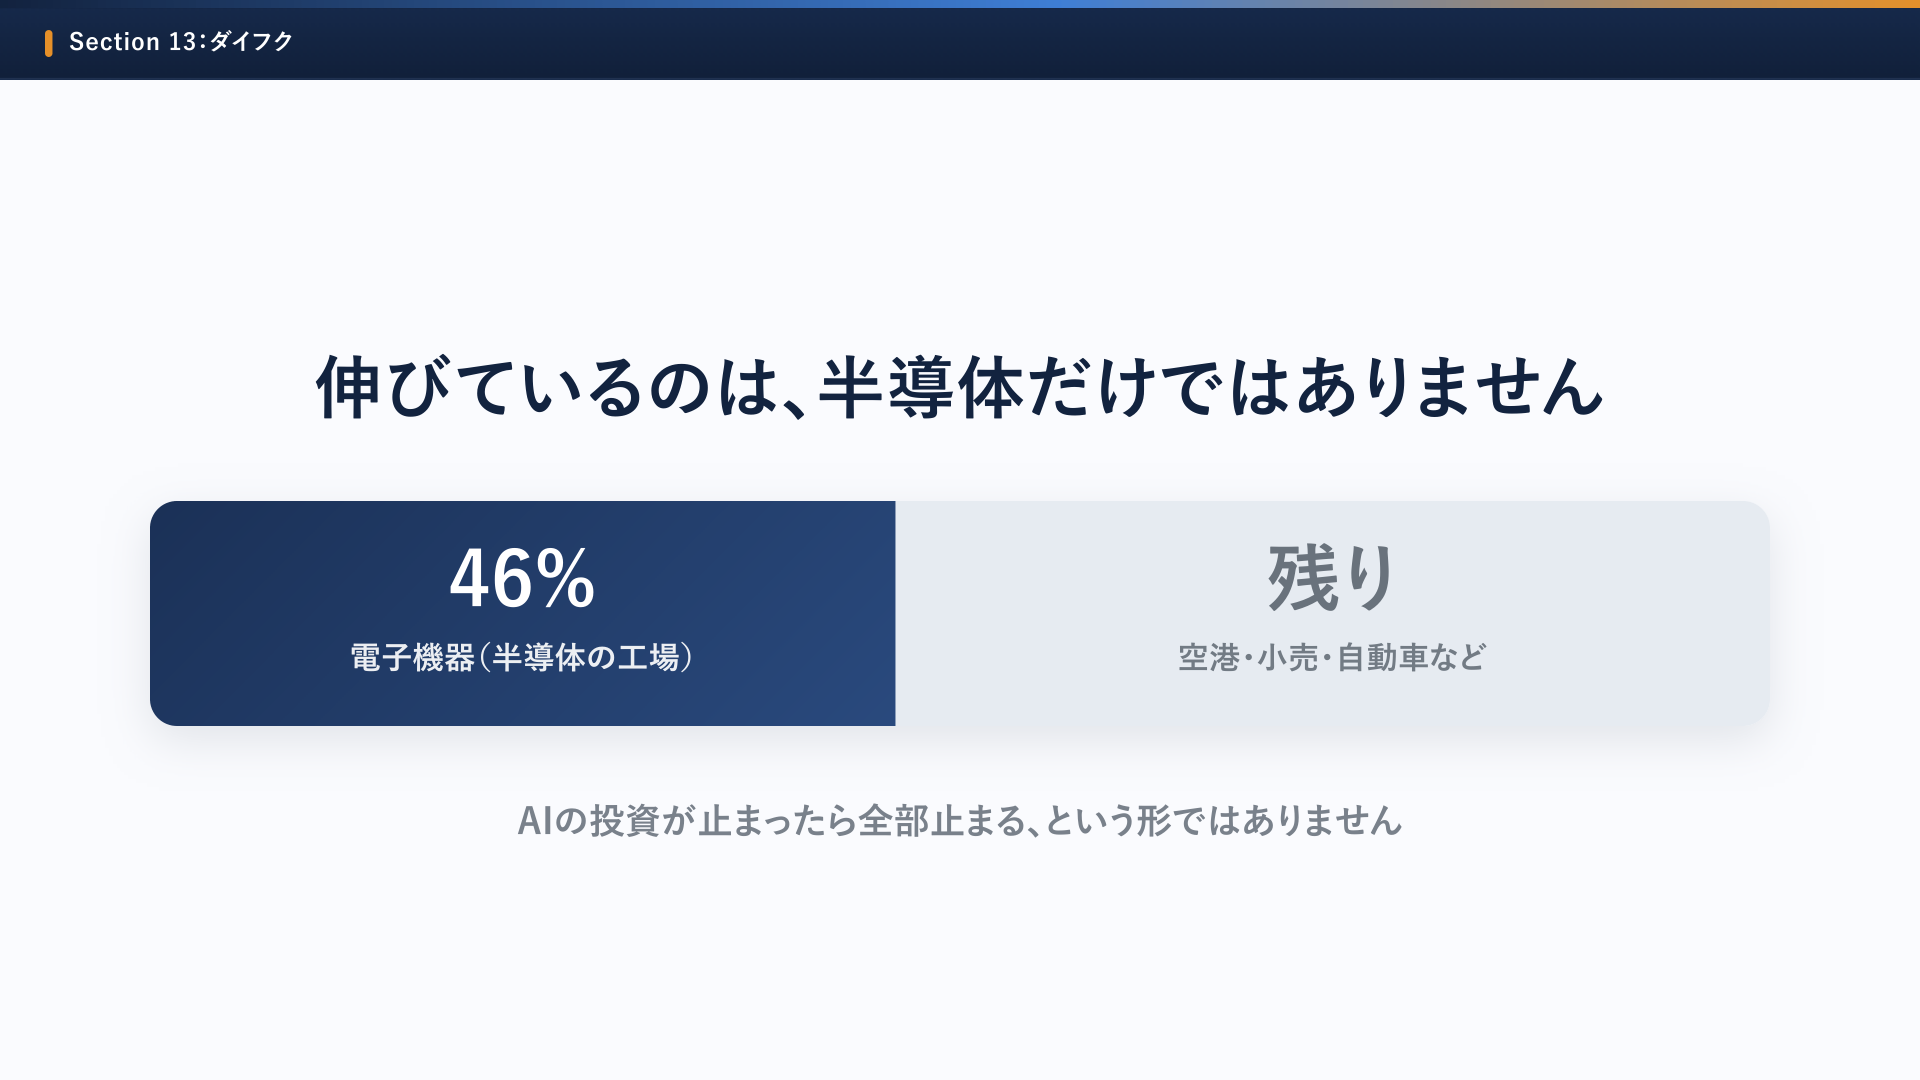 Section 13：ダイフク
伸びているのは、半導体だけではありません
46%
電子機器（半導体の工場）
残り
空港・小売・自動車など
AIの投資が止まったら全部止まる、という形ではありません